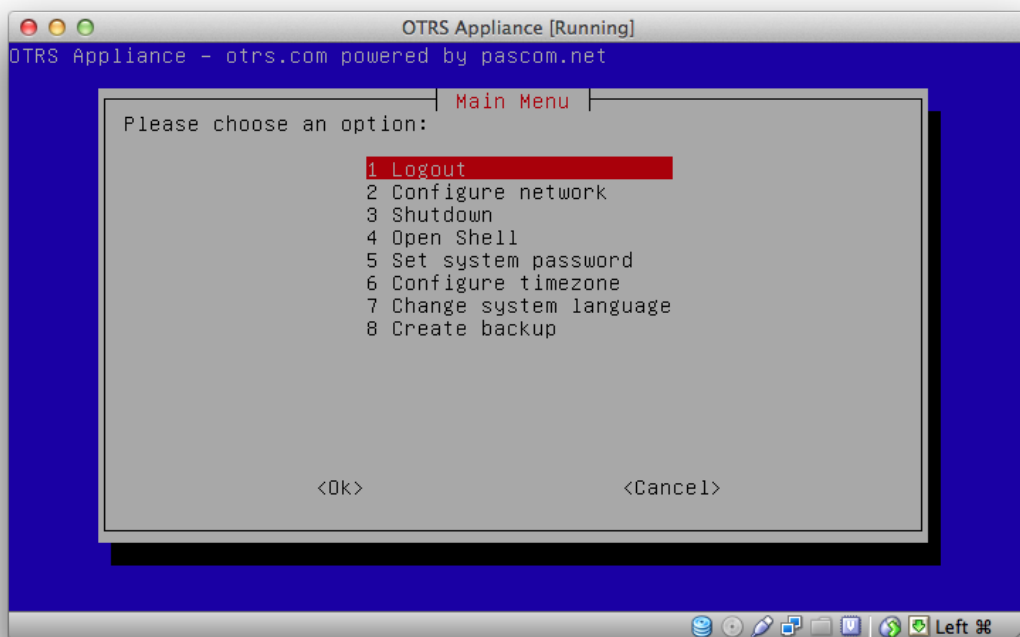 OTRS Appliance [Running]
OTRS Appliance - otrs.com powered by pascom.net
Main Menu
Please choose an option:
1 Logout
2 Configure network
3 Shutdown
4 Open Shell
5 Set system password
6 Configure timezone
7 Change system language
8 Create backup
<Ok> <Cancel>
Left ⌘